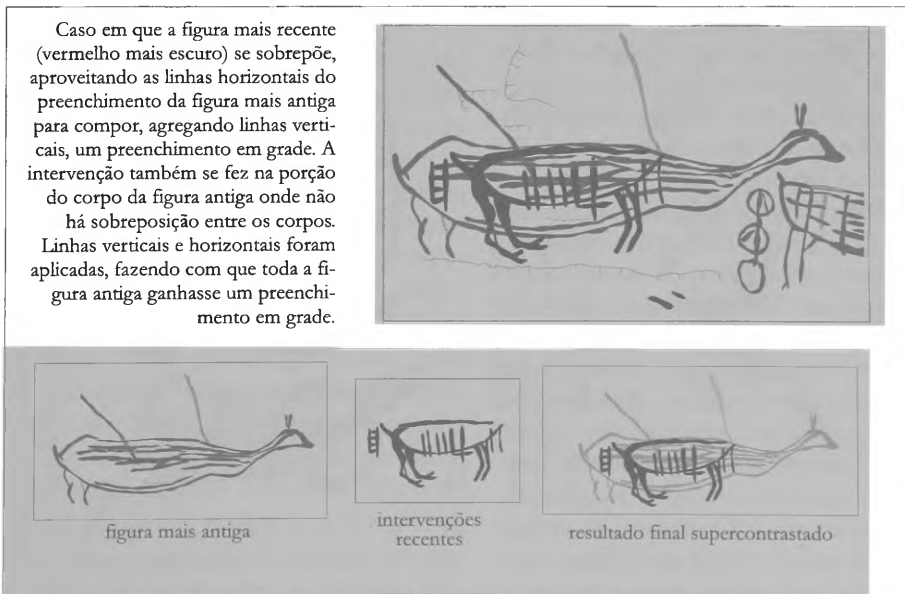 Caso em que a figura mais recente
(vermelho mais escuro) se sobrepõe,
aproveitando as linhas horizontais do
preenchimento da figura mais antiga
para compor, agregando linhas verti-
cais, um preenchimento em grade. A
intervenção também se fez na porção
do corpo da figura antiga onde não
há sobreposição entre os corpos.
Linhas verticais e horizontais foram
aplicadas, fazendo com que toda a fi-
gura antiga ganhasse um preenchi-
mento em grade.
figura mais antiga
intervenções
recentes
resultado final supercontrastado